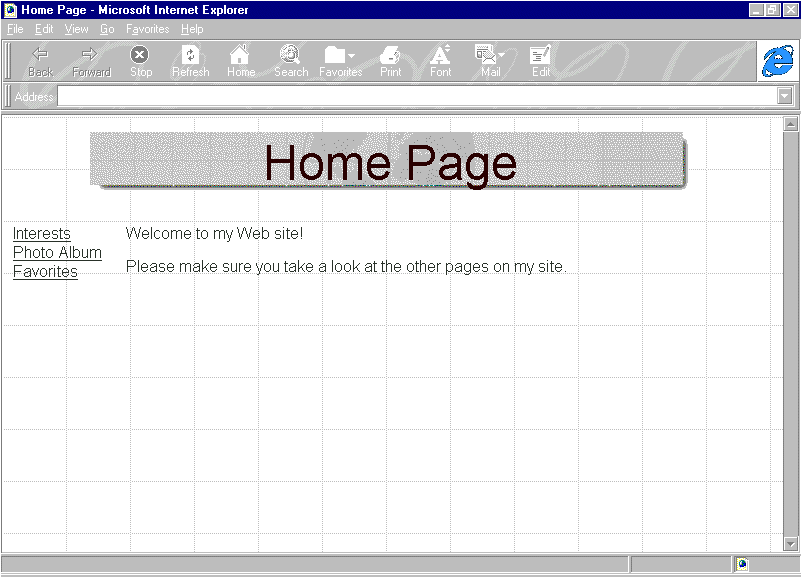 Home Page - Microsoft Internet Explorer
File Edit View Go Favorites Help
Back Forward Stop Refresh Home Search Favorites Print Font Mail Edit
Address
Home Page
Interests
Photo Album
Favorites
Welcome to my Web site!
Please make sure you take a look at the other pages on my site.